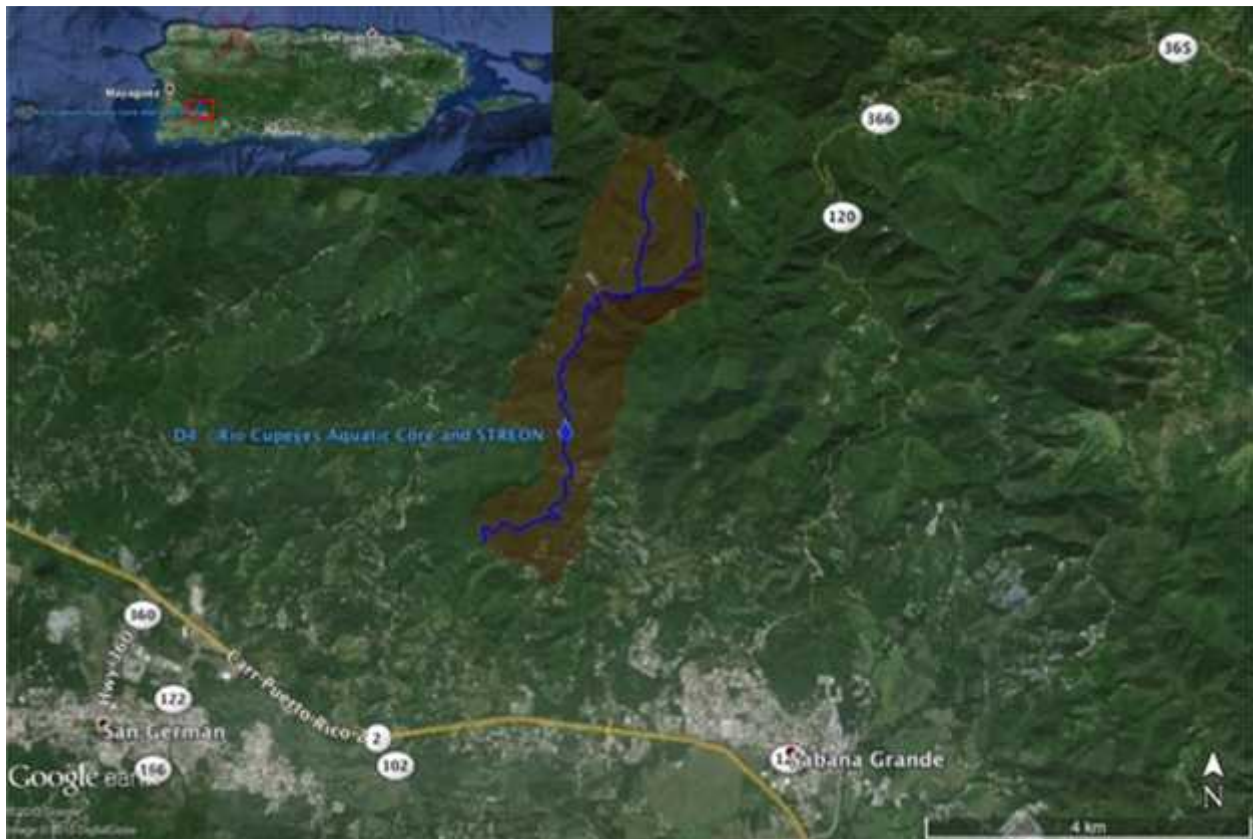 Mayaguez
365
366
120
D4 - Rio Cupeyes Aquatic Core and STREON
360
Hwy-360
122
Carr Puerto Rico-2
San German
2
166
102
Sabana Grande
Google earth
N
4 km